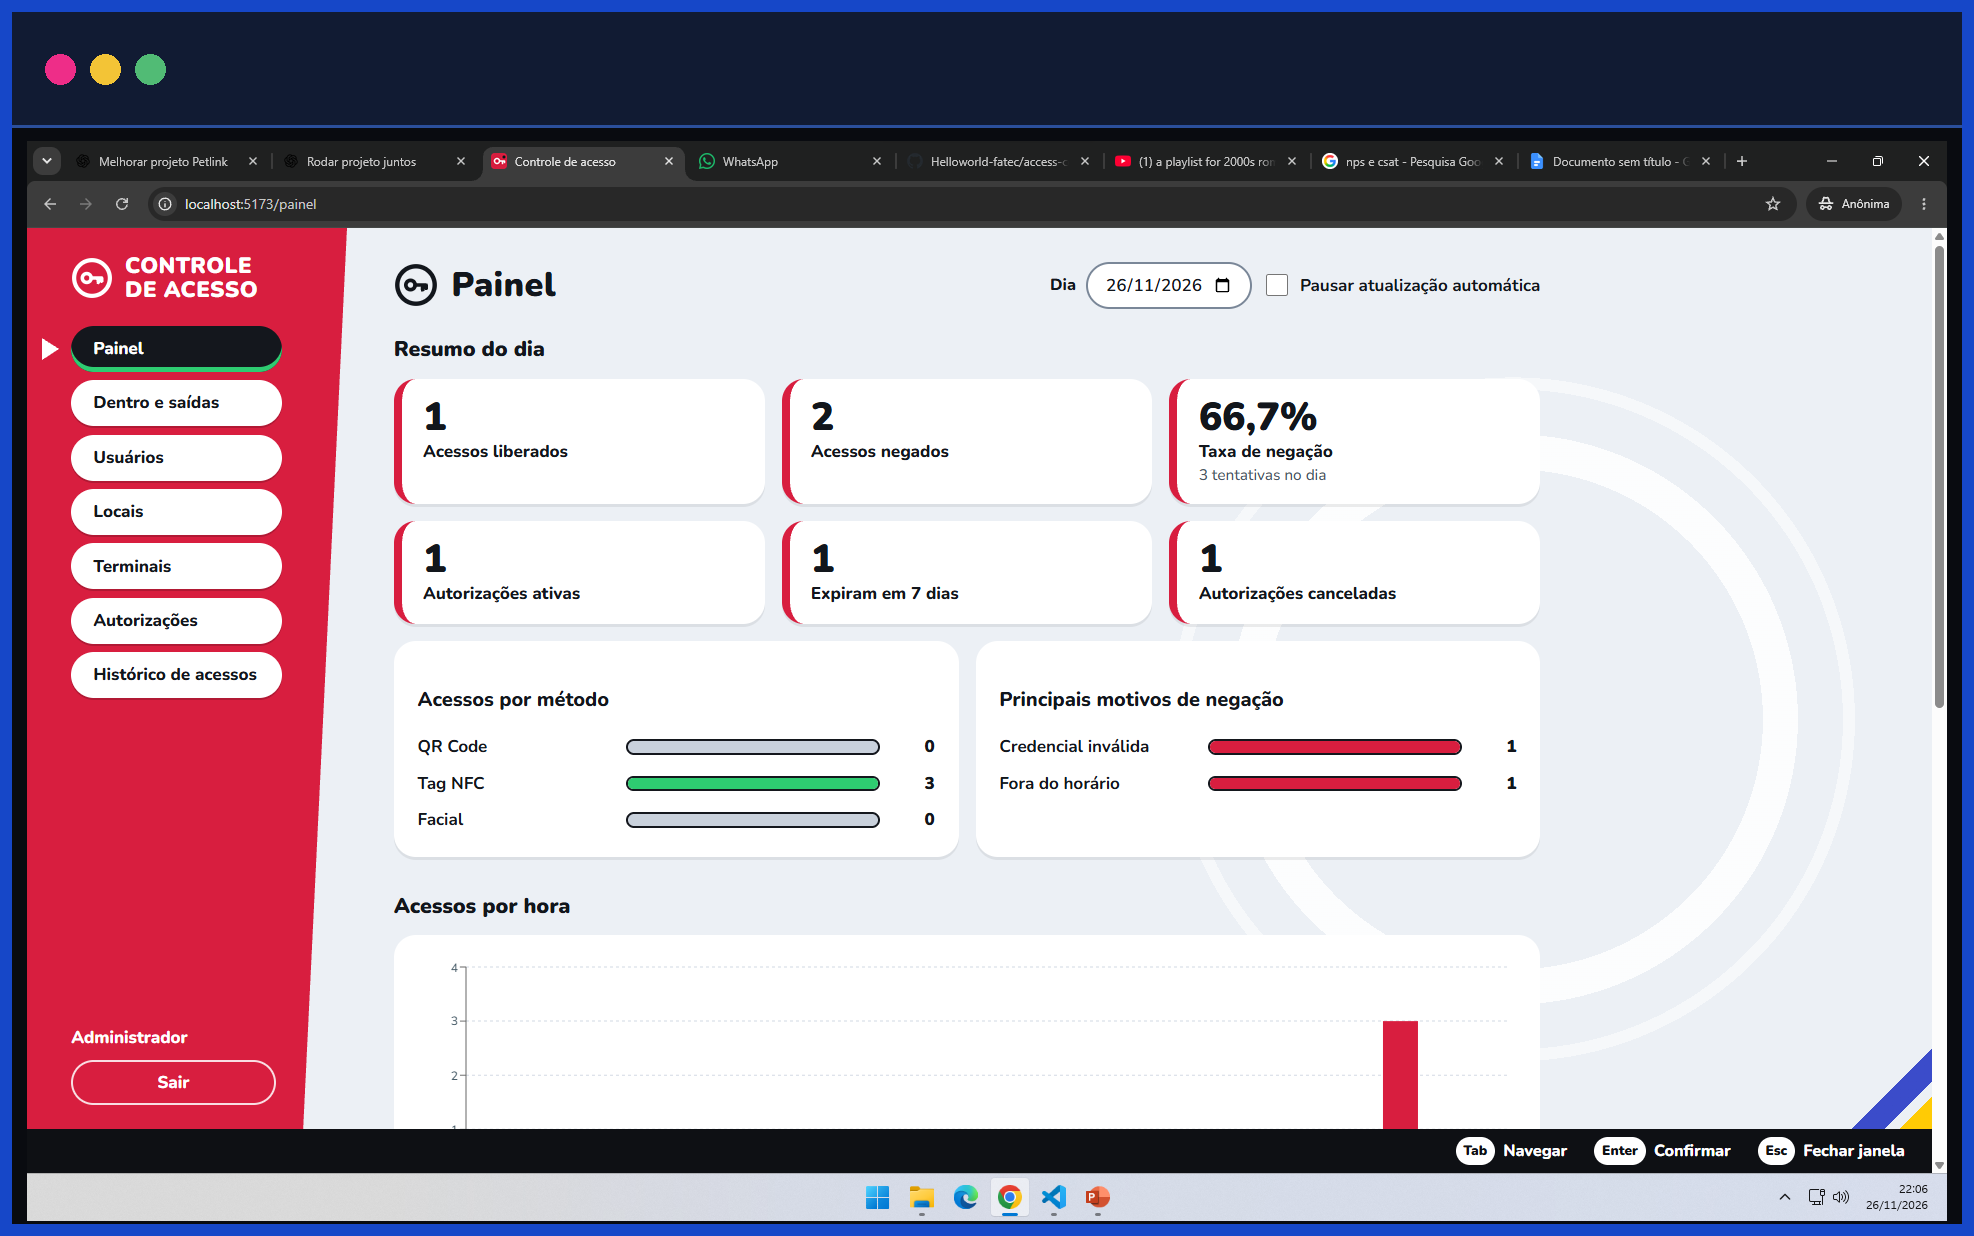 Melhorar projeto Petlink
Rodar projeto juntos
Controle de acesso
WhatsApp
Helloworld-fatec/access-c
(1) a playlist for 2000s rom
nps e csat - Pesquisa Goo
Documento sem título - G
localhost:5173/painel
Anônima
CONTROLE
DE ACESSO
Painel
Dentro e saídas
Usuários
Locais
Terminais
Autorizações
Histórico de acessos
Administrador
Sair
Painel
Dia
26/11/2026
Pausar atualização automática
Resumo do dia
1
Acessos liberados
2
Acessos negados
66,7%
Taxa de negação
3 tentativas no dia
1
Autorizações ativas
1
Expiram em 7 dias
1
Autorizações canceladas
Acessos por método
QR Code 0
Tag NFC 3
Facial 0
Principais motivos de negação
Credencial inválida 1
Fora do horário 1
Acessos por hora
4
3
2
1
Tab Navegar
Enter Confirmar
Esc Fechar janela
22:06
26/11/2026